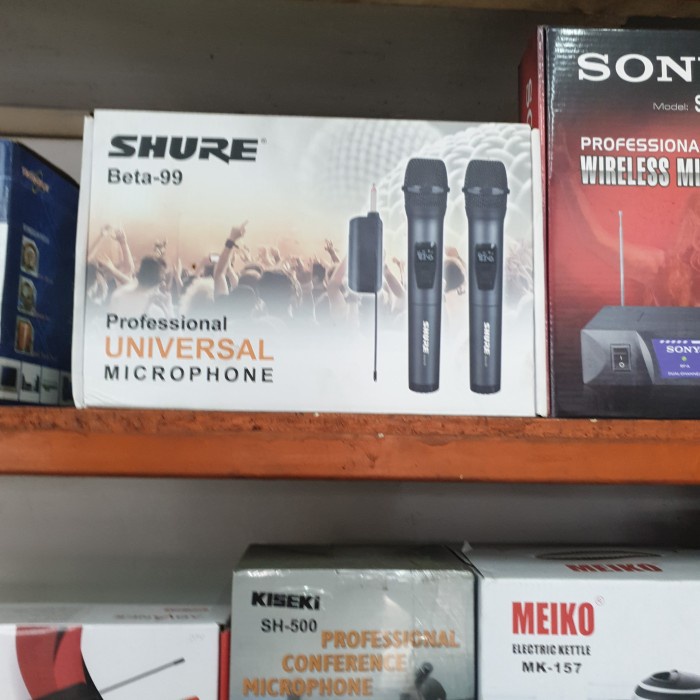 SHURE
Beta-99
Professional
UNIVERSAL
MICROPHONE
SHURE
SHURE
SON
Model: S
PROFESSIONA
WIRELESS MI
SONY
KISEKi
SH-500
PROFESSIONAL
CONFERENCE
MICROPHONE
MEIKO
MEIKO
ELECTRIC KETTLE
MK-157